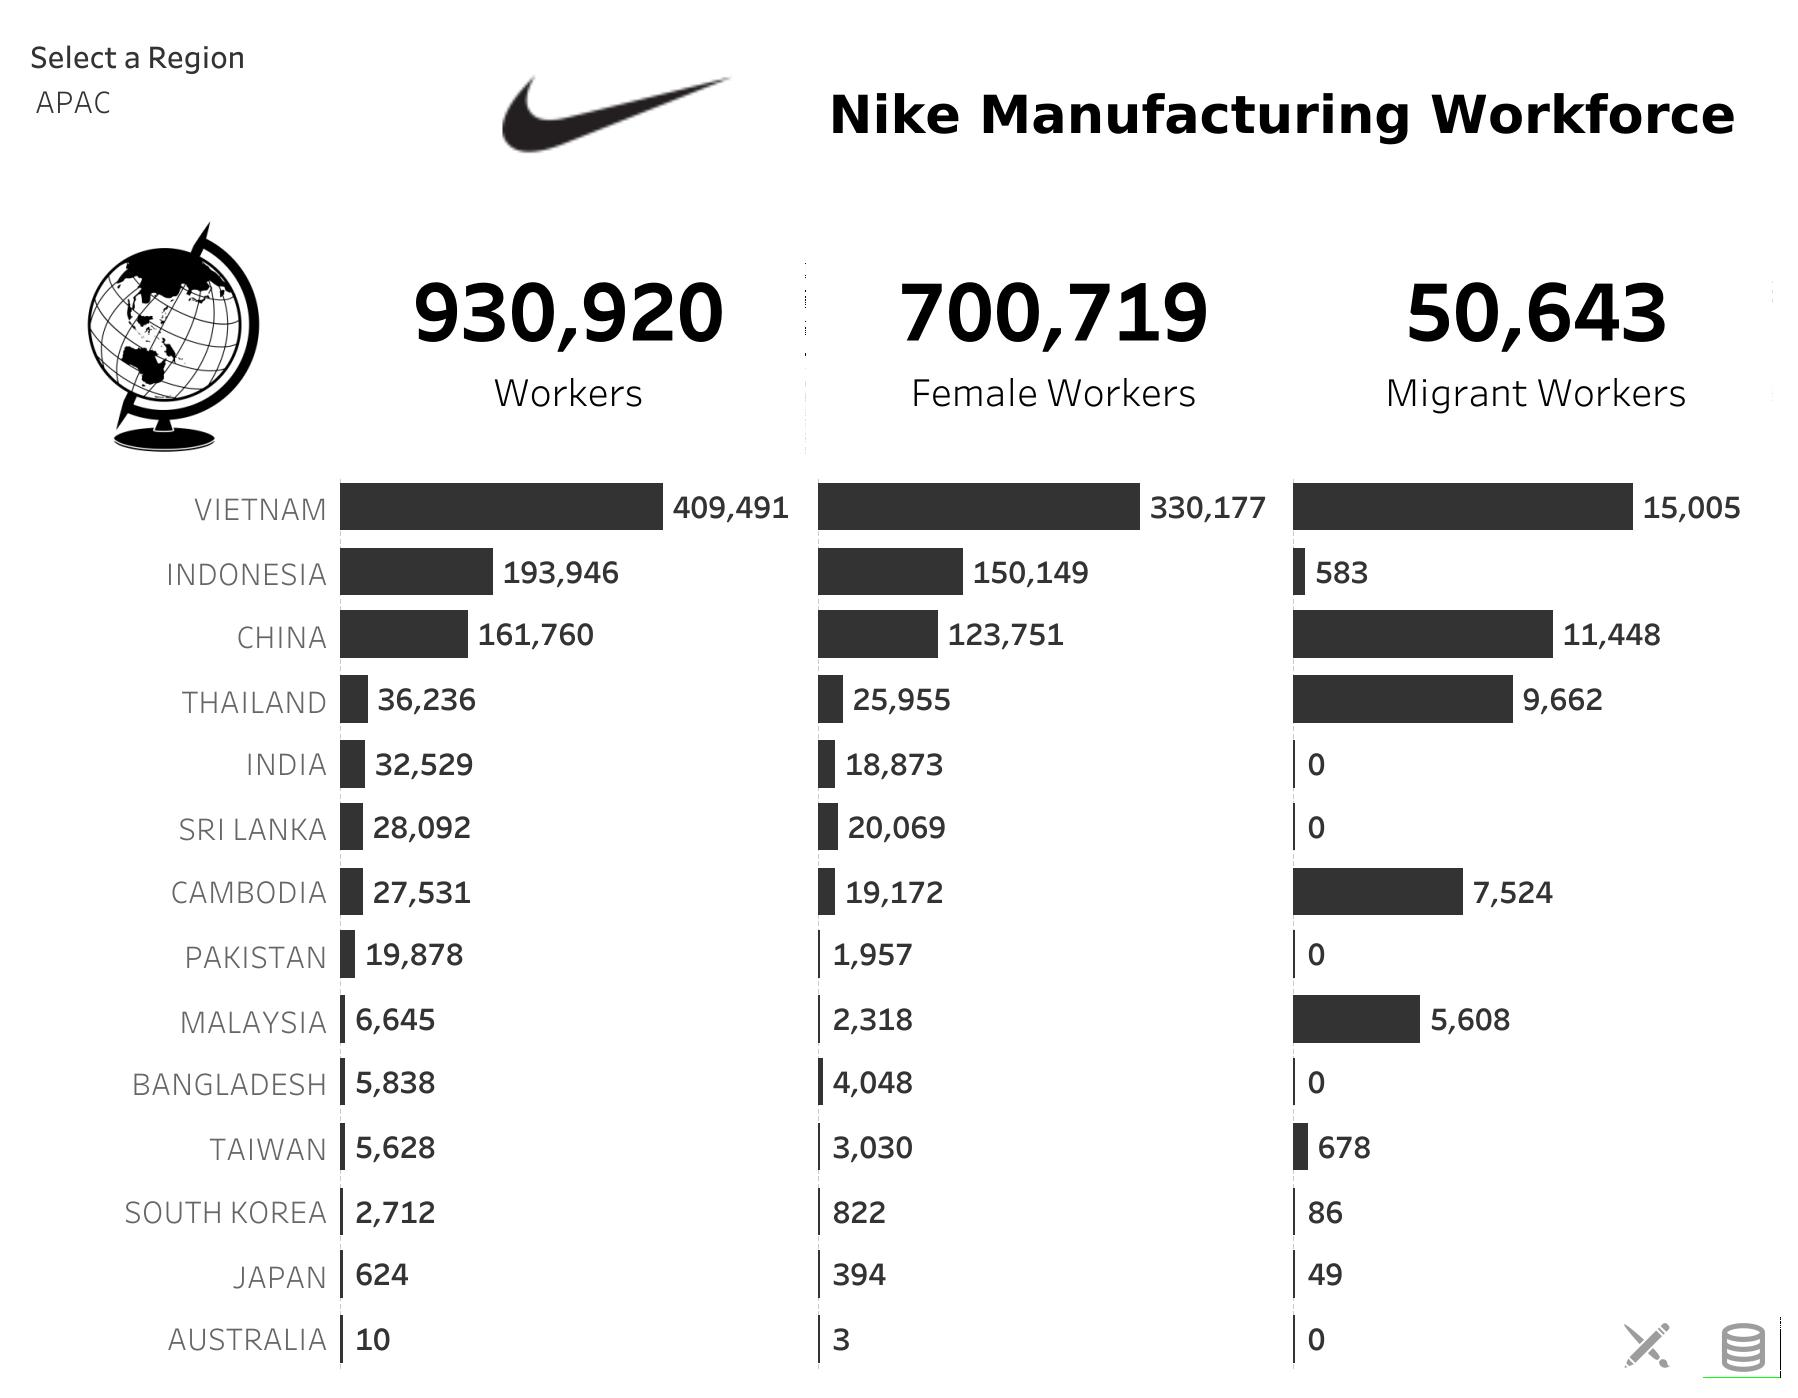 Select a Region
APAC
Nike Manufacturing Workforce
930,920 700,719 50,643
Workers Female Workers Migrant Workers
VIETNAM 409,491 330,177 15,005
INDONESIA 193,946 150,149 583
CHINA 161,760 123,751 11,448
THAILAND 36,236 25,955 9,662
INDIA 32,529 18,873 0
SRI LANKA 28,092 20,069 0
CAMBODIA 27,531 19,172 7,524
PAKISTAN 19,878 1,957 0
MALAYSIA 6,645 2,318 5,608
BANGLADESH 5,838 4,048 0
TAIWAN 5,628 3,030 678
SOUTH KOREA 2,712 822 86
JAPAN 624 394 49
AUSTRALIA 10 3 0